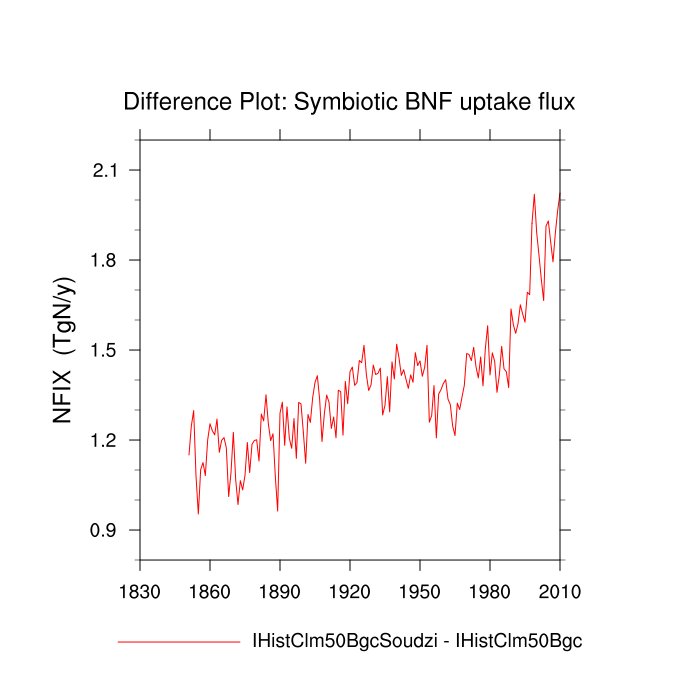 Difference Plot: Symbiotic BNF uptake flux
NFIX (TgN/y)
2.1
1.8
1.5
1.2
0.9
1830 1860 1890 1920 1950 1980 2010
IHistClm50BgcSoudzi - IHistClm50Bgc